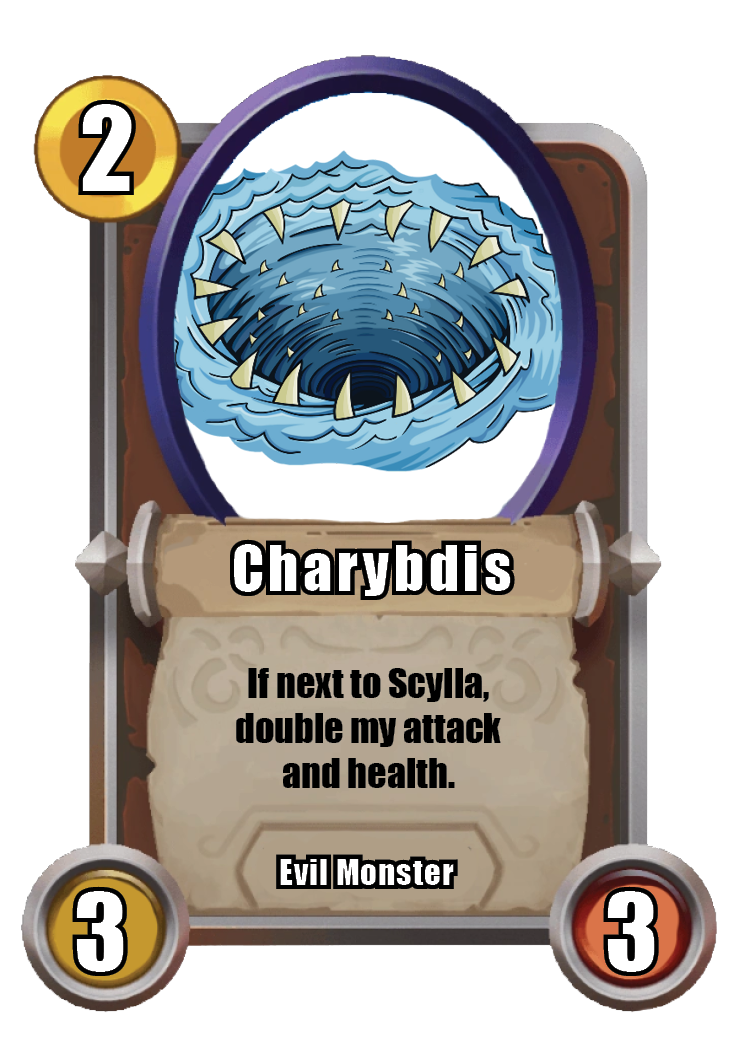 2
Charybdis
If next to Scylla,
double my attack
and health.
Evil Monster
3
3